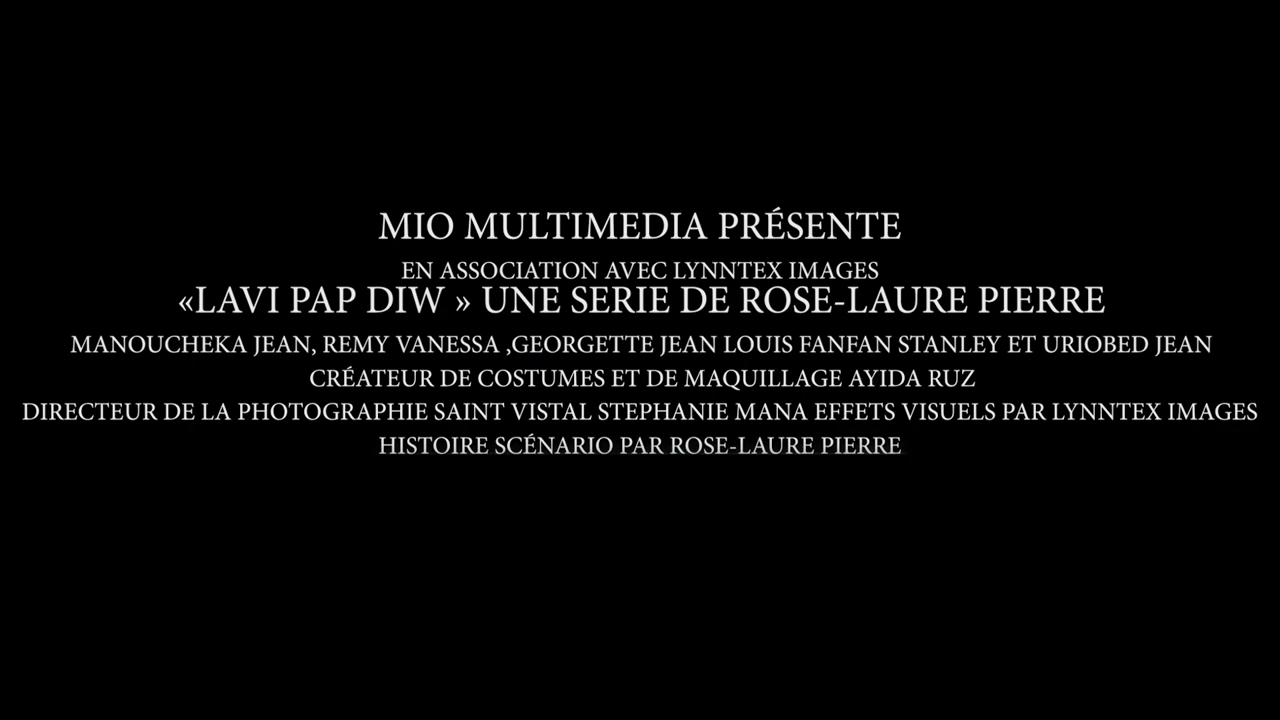 MIO MULTIMEDIA PRÉSENTE
EN ASSOCIATION AVEC LYNNTEX IMAGES
«LAVI PAP DIW » UNE SERIE DE ROSE-LAURE PIERRE
MANOUCHEKA JEAN, REMY VANESSA ,GEORGETTE JEAN LOUIS FANFAN STANLEY ET URIOBED JEAN
CRÉATEUR DE COSTUMES ET DE MAQUILLAGE AYIDA RUZ
DIRECTEUR DE LA PHOTOGRAPHIE SAINT VISTAL STEPHANIE MANA EFFETS VISUELS PAR LYNNTEX IMAGES
HISTOIRE SCÉNARIO PAR ROSE-LAURE PIERRE